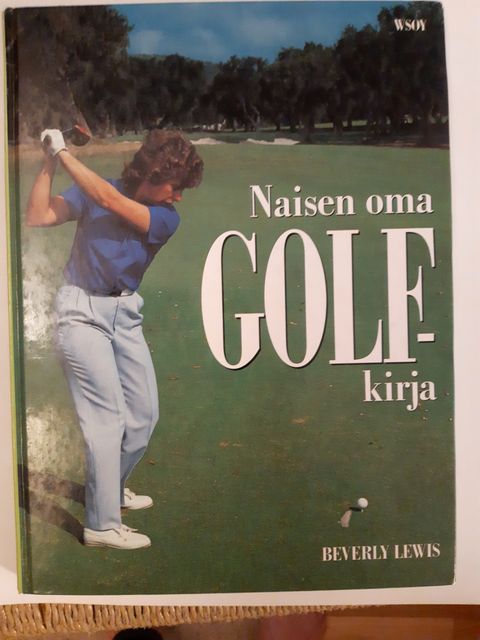 WSOY
Naisen oma
GOLF-
kirja
BEVERLY LEWIS